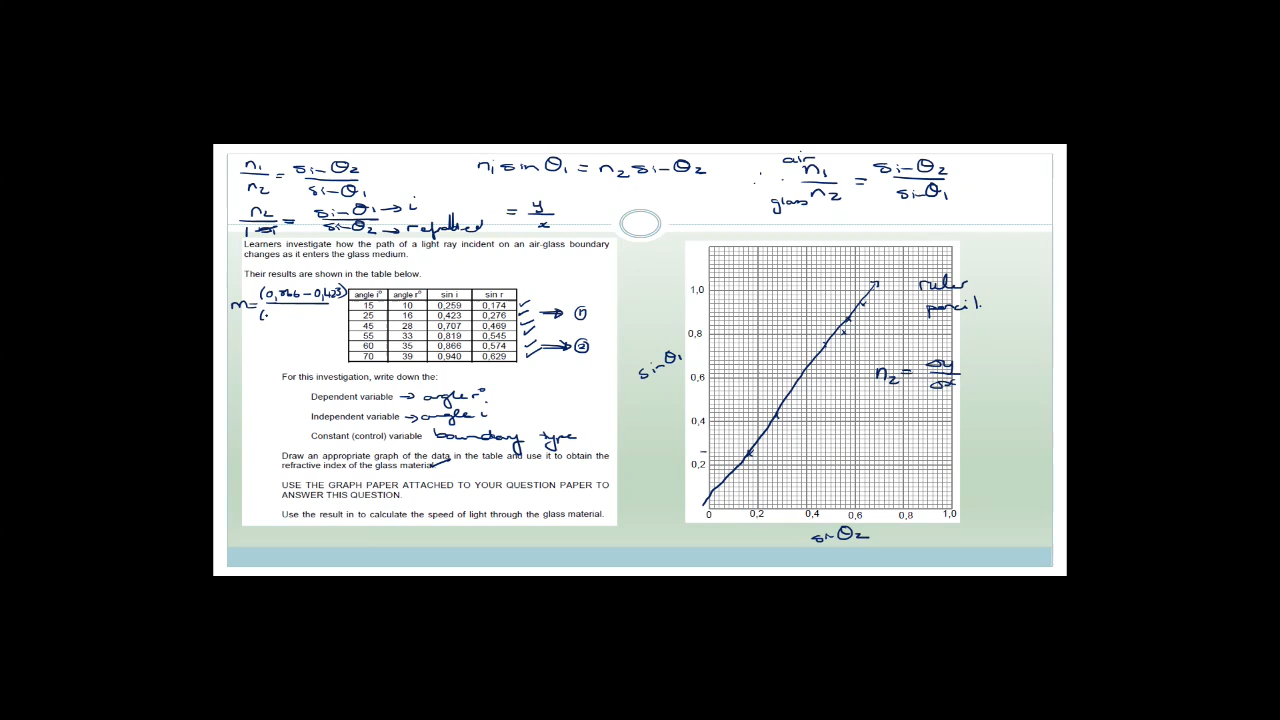 n₁/n₂ = sin θ₂/sin θ₁
n₁ sin θ₁ = n₂ sin θ₂
∴ air n₁/glass n₂ = sin θ₂/sin θ₁
n₂/1 = sin θ₁ → i/sin θ₂ → refracted = y/x
Learners investigate how the path of a light ray incident on an air-glass boundary
changes as it enters the glass medium.
Their results are shown in the table below.
m = (0,866 - 0,423)/(
angle i° angle r° sin i sin r
15 10 0,259 0,174 ✓
25 16 0,423 0,276 ✓ → ①
45 28 0,707 0,469 ✓
55 33 0,819 0,545 ✓
60 35 0,866 0,574 ✓ → ②
70 39 0,940 0,629 ✓
For this investigation, write down the:
Dependent variable → angle r°
Independent variable → angle i
Constant (control) variable boundary type
Draw an appropriate graph of the data in the table and use it to obtain the
refractive index of the glass material ✓
USE THE GRAPH PAPER ATTACHED TO YOUR QUESTION PAPER TO
ANSWER THIS QUESTION.
Use the result in to calculate the speed of light through the glass material.
ruler
pencil
1,0
0,8
sin θ₁
n₂ = Δy/Δx
0,6
0,4
0,2
0 0,2 0,4 0,6 0,8 1,0
sin θ₂